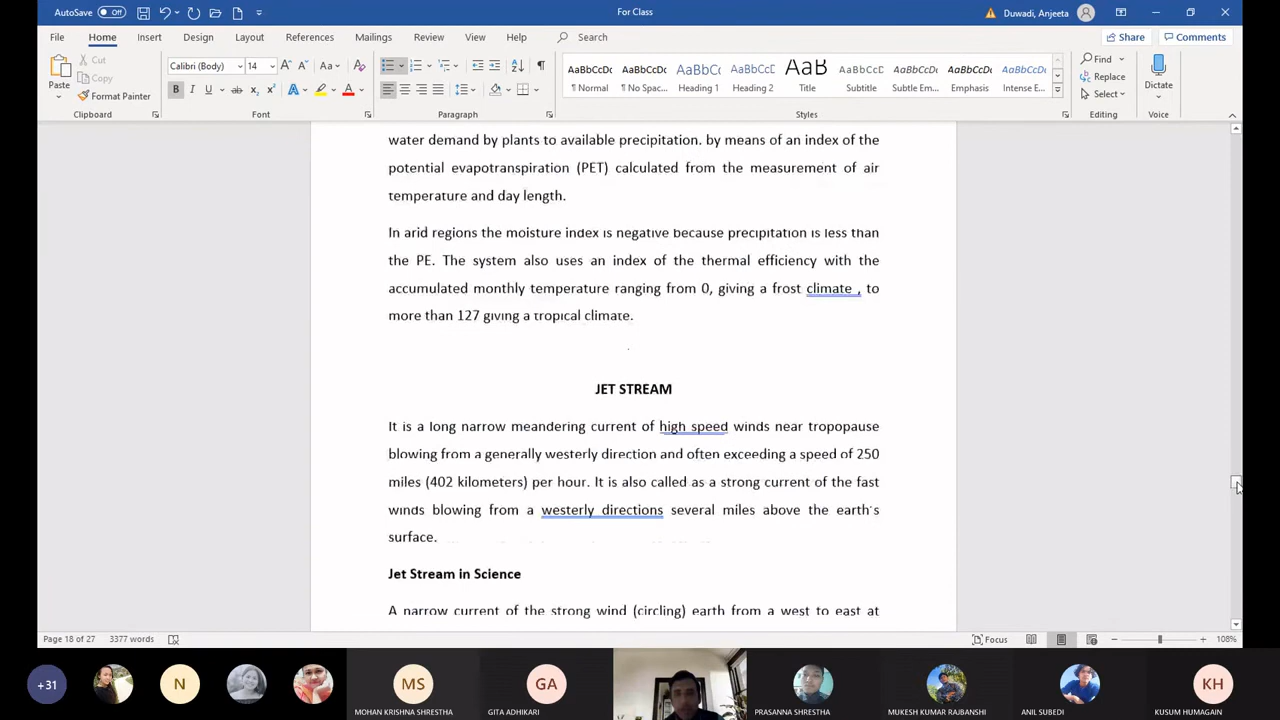 AutoSave Off
For Class
Duwadi, Anjeeta
File Home Insert Design Layout References Mailings Review View Help Search
Share Comments
Paste
Cut
Copy
Format Painter
Calibri (Body) 14
AaBbCcDc AaBbCcDc AaBbCc AaBbCcD AaB AaBbCcD AaBbCcDc AaBbCcDc AaBbCcDc
¶ Normal ¶ No Spac... Heading 1 Heading 2 Title Subtitle Subtle Em... Emphasis Intense E...
Find
Replace
Select
Dictate
Clipboard Font Paragraph Styles Editing Voice
water demand by plants to available precipitation. by means of an index of the
potential evapotranspiration (PET) calculated from the measurement of air
temperature and day length.
In arid regions the moisture index is negative because precipitation is less than
the PE. The system also uses an index of the thermal efficiency with the
accumulated monthly temperature ranging from 0, giving a frost climate , to
more than 127 giving a tropical climate.
.
JET STREAM
It is a long narrow meandering current of high speed winds near tropopause
blowing from a generally westerly direction and often exceeding a speed of 250
miles (402 kilometers) per hour. It is also called as a strong current of the fast
winds blowing from a westerly directions several miles above the earth's
surface.
Jet Stream in Science
A narrow current of the strong wind (circling) earth from a west to east at
Page 18 of 27 3377 words
Focus
108%
+31
N
MS
GA
KH
MOHAN KRISHNA SHRESTHA
GITA ADHIKARI
PRASANNA SHRESTHA
MUKESH KUMAR RAJBANSHI
ANIL SUBEDI
KUSUM HUMAGAIN